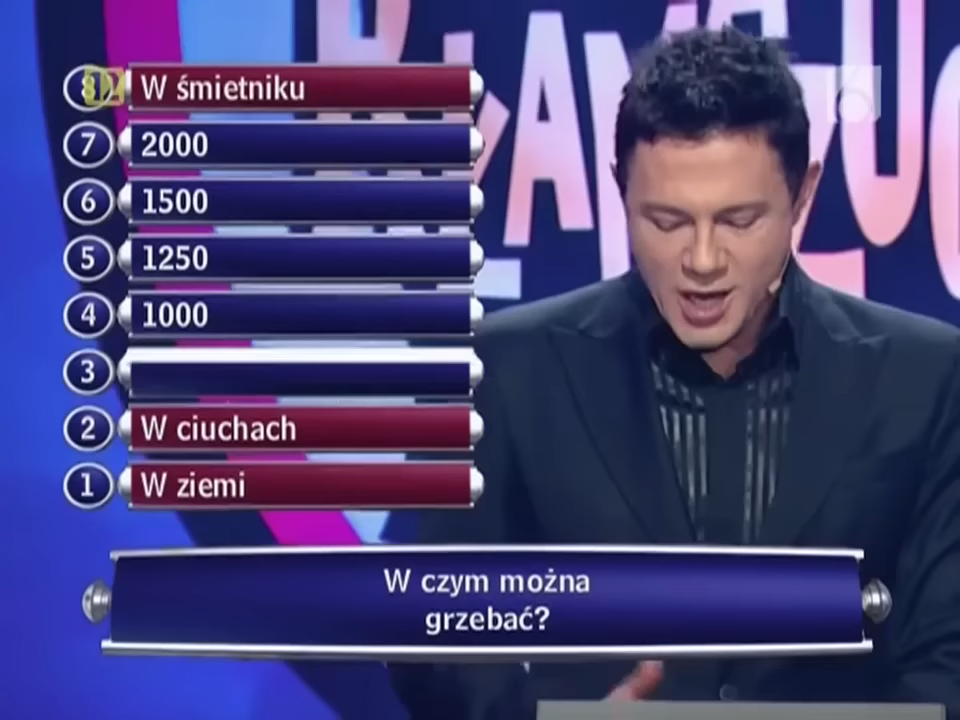 8 W śmietniku
7 2000
6 1500
5 1250
4 1000
3
2 W ciuchach
1 W ziemi
W czym można
grzebać?